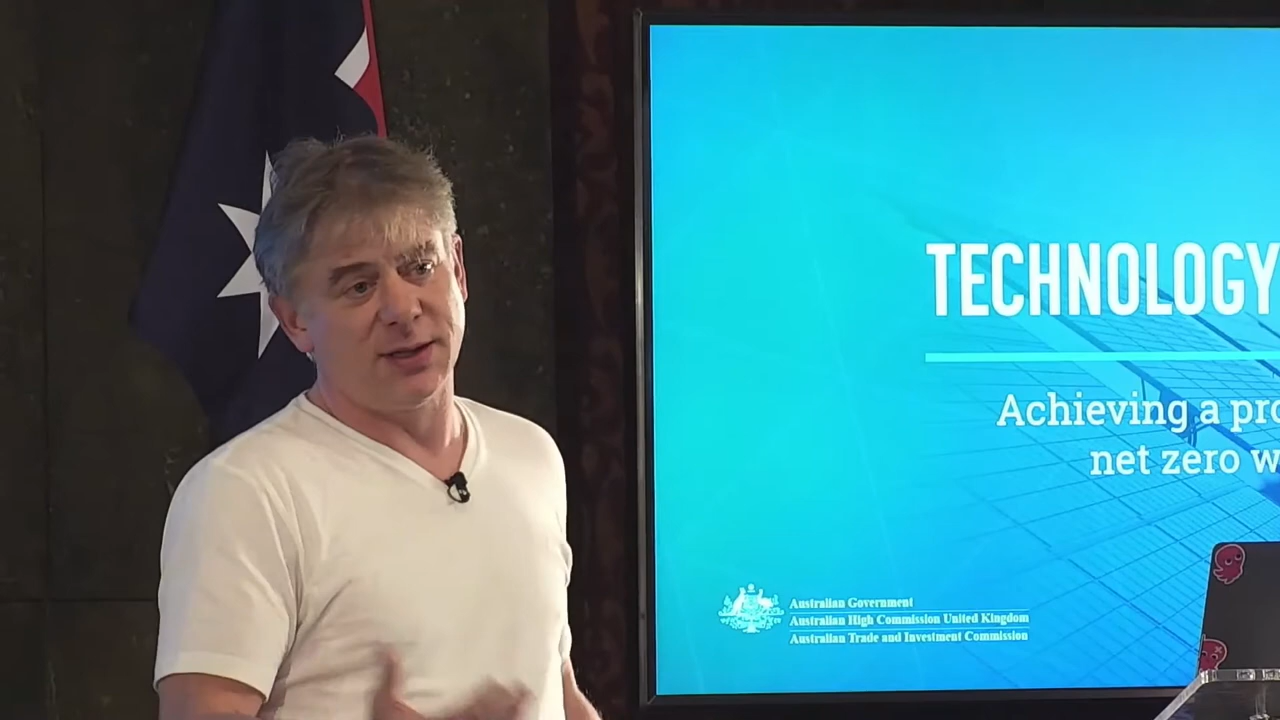 TECHNOLOGY
Achieving a pro
net zero w
Australian Government
Australian High Commission United Kingdom
Australian Trade and Investment Commission